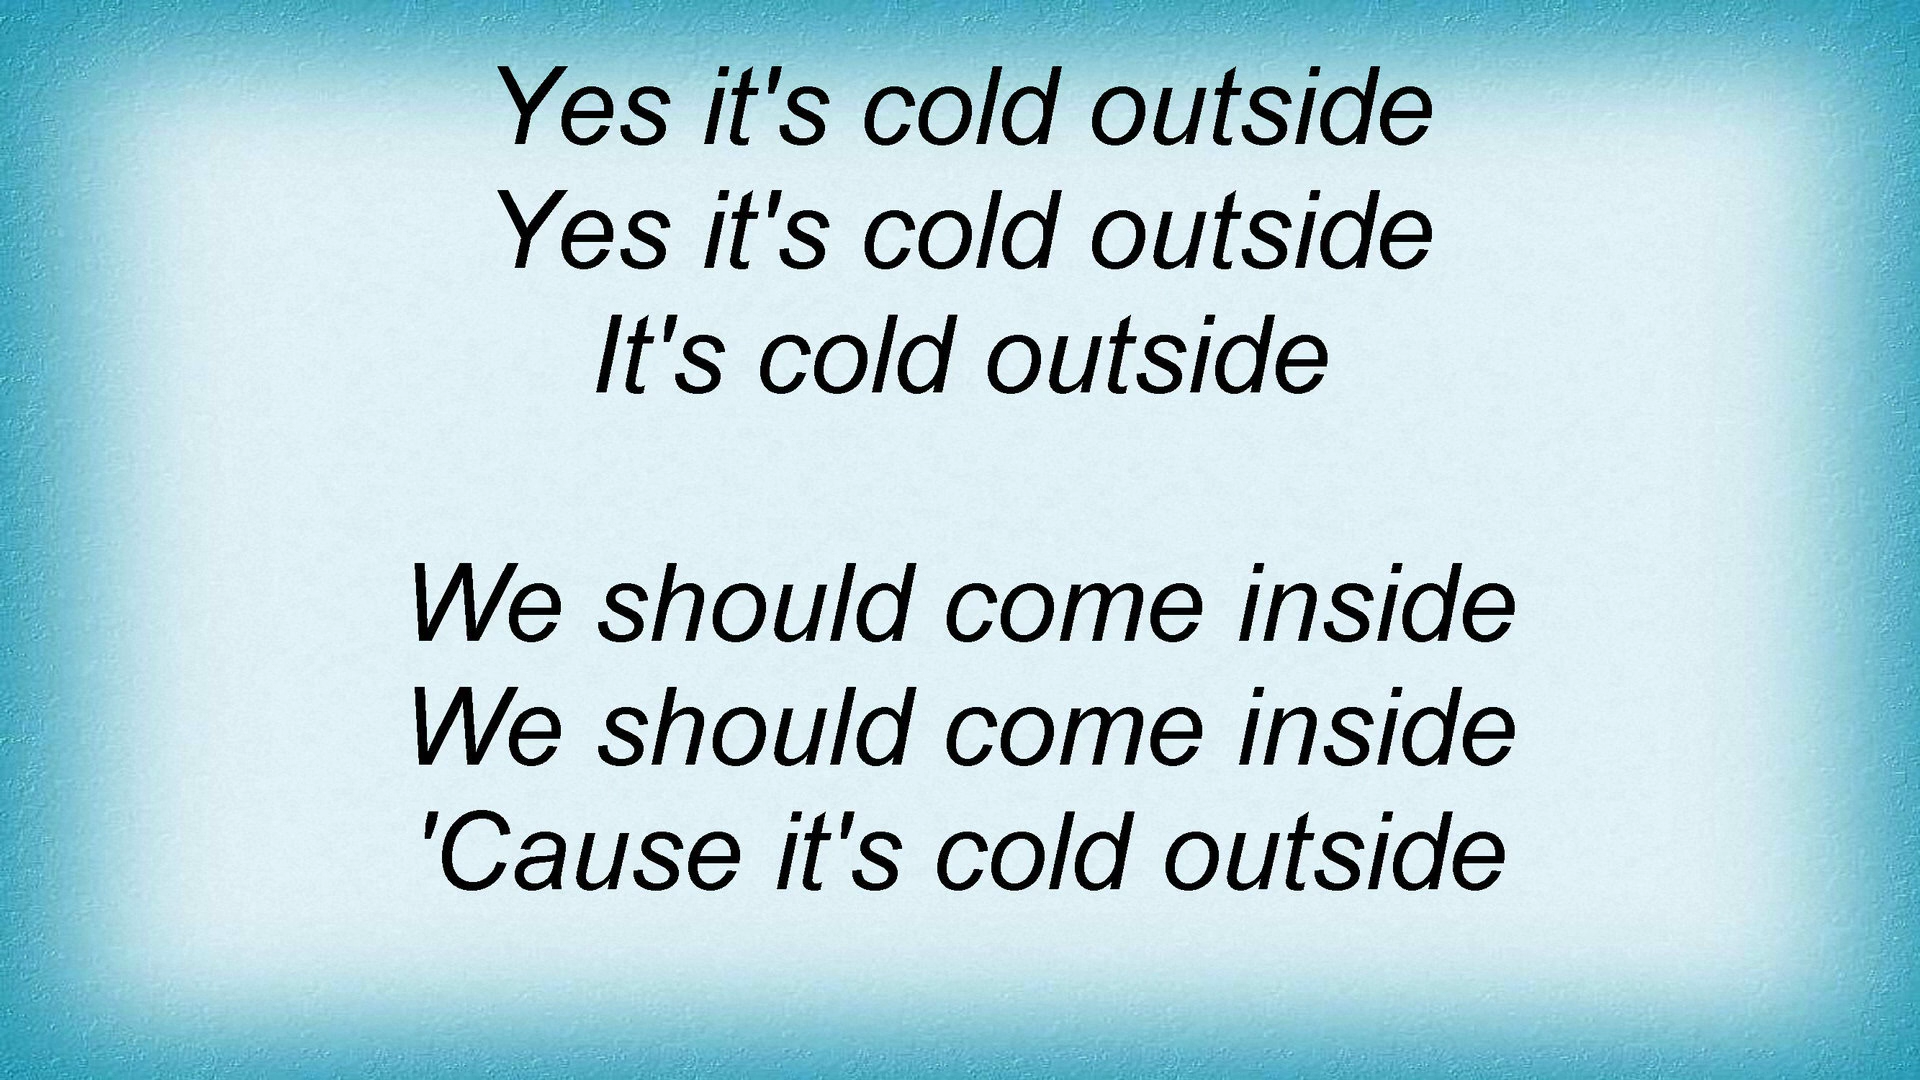 Yes it's cold outside
Yes it's cold outside
It's cold outside
We should come inside
We should come inside
'Cause it's cold outside